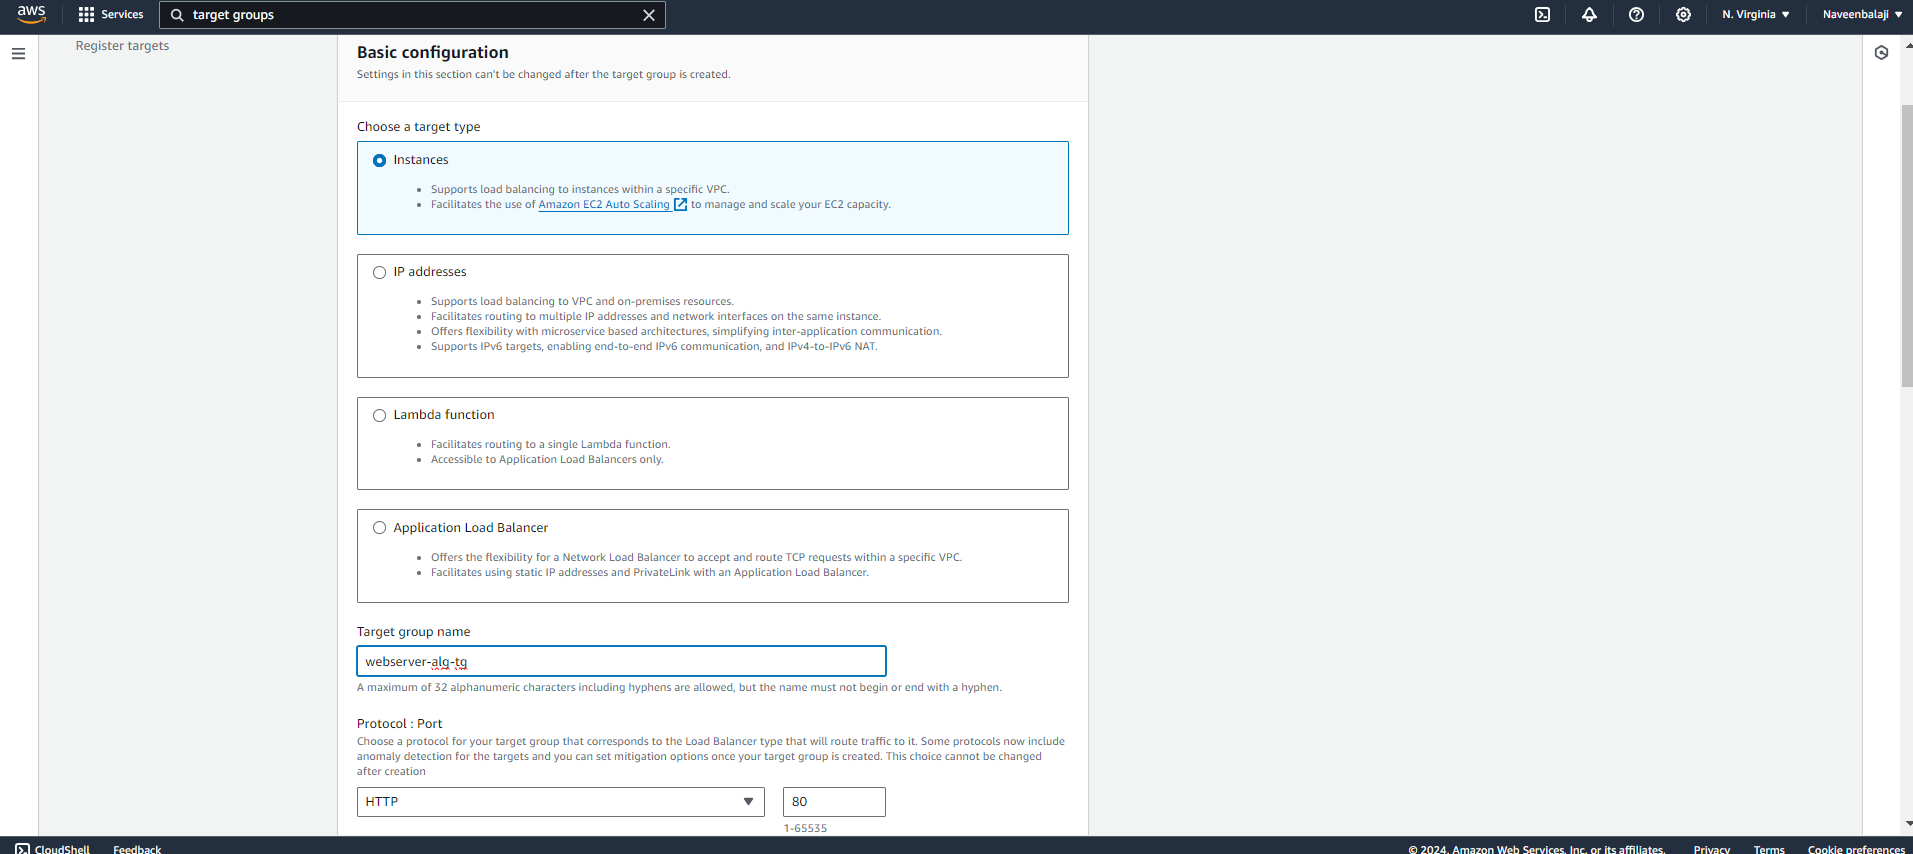 aws
Services
target groups
N. Virginia
Naveenbalaji
Register targets
Basic configuration
Settings in this section can't be changed after the target group is created.
Choose a target type
Instances
Supports load balancing to instances within a specific VPC.
Facilitates the use of Amazon EC2 Auto Scaling to manage and scale your EC2 capacity.
IP addresses
Supports load balancing to VPC and on-premises resources.
Facilitates routing to multiple IP addresses and network interfaces on the same instance.
Offers flexibility with microservice based architectures, simplifying inter-application communication.
Supports IPv6 targets, enabling end-to-end IPv6 communication, and IPv4-to-IPv6 NAT.
Lambda function
Facilitates routing to a single Lambda function.
Accessible to Application Load Balancers only.
Application Load Balancer
Offers the flexibility for a Network Load Balancer to accept and route TCP requests within a specific VPC.
Facilitates using static IP addresses and PrivateLink with an Application Load Balancer.
Target group name
webserver-alg-tg
A maximum of 32 alphanumeric characters including hyphens are allowed, but the name must not begin or end with a hyphen.
Protocol : Port
Choose a protocol for your target group that corresponds to the Load Balancer type that will route traffic to it. Some protocols now include
anomaly detection for the targets and you can set mitigation options once your target group is created. This choice cannot be changed
after creation
HTTP
80
1-65535
CloudShell
Feedback
© 2024, Amazon Web Services, Inc. or its affiliates.
Privacy
Terms
Cookie preferences